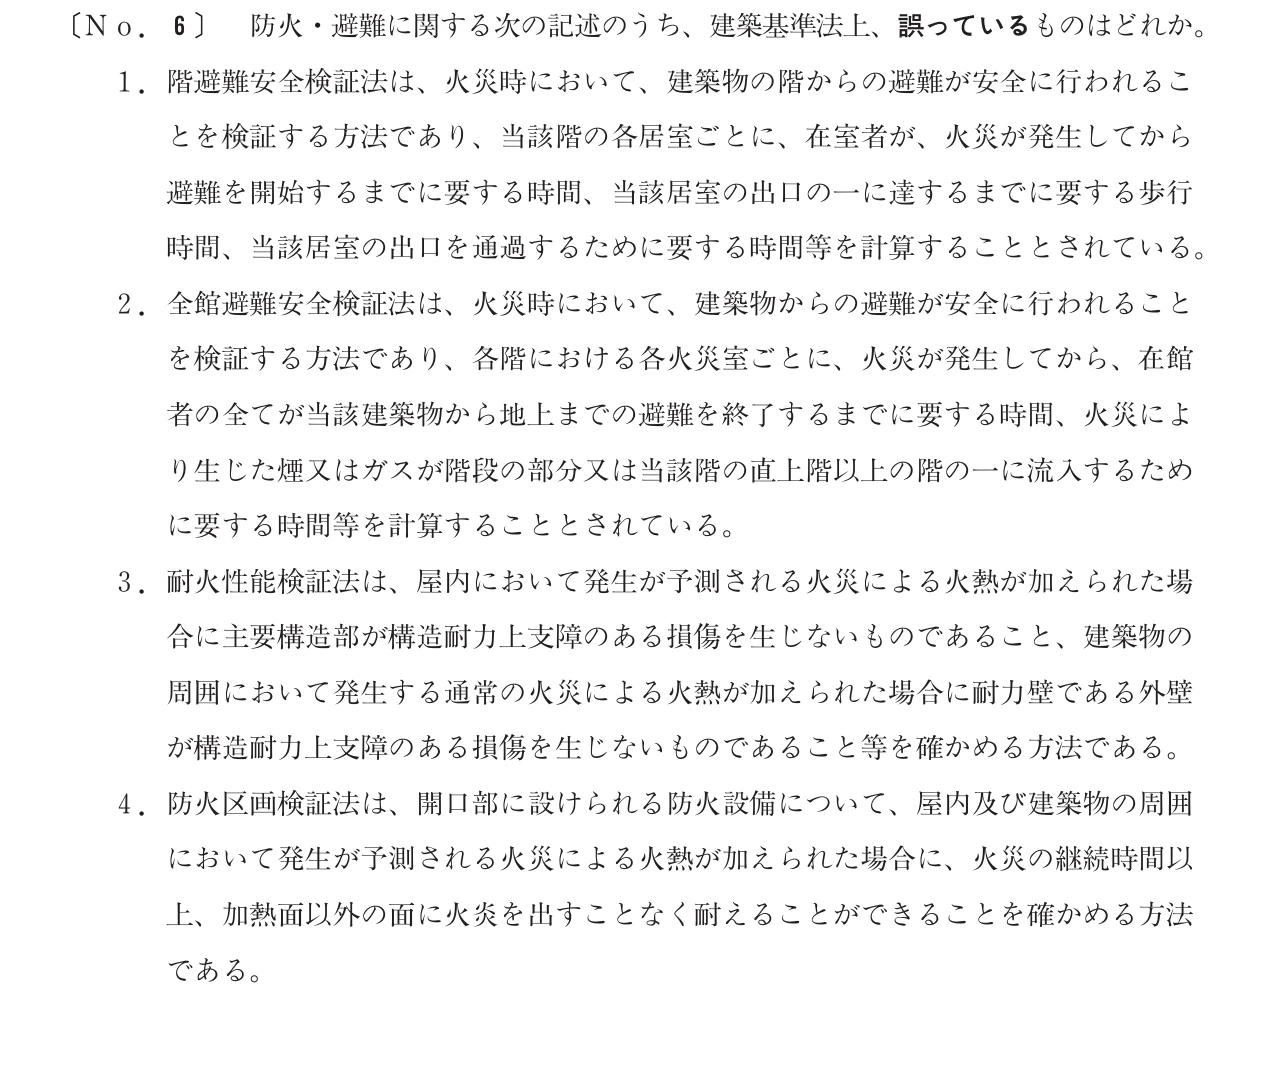 〔Ｎｏ．６〕　防火・避難に関する次の記述のうち、建築基準法上、誤っているものはどれか。
１．階避難安全検証法は、火災時において、建築物の階からの避難が安全に行われるこ
とを検証する方法であり、当該階の各居室ごとに、在室者が、火災が発生してから
避難を開始するまでに要する時間、当該居室の出口の一に達するまでに要する歩行
時間、当該居室の出口を通過するために要する時間等を計算することとされている。
２．全館避難安全検証法は、火災時において、建築物からの避難が安全に行われること
を検証する方法であり、各階における各火災室ごとに、火災が発生してから、在館
者の全てが当該建築物から地上までの避難を終了するまでに要する時間、火災によ
り生じた煙又はガスが階段の部分又は当該階の直上階以上の階の一に流入するため
に要する時間等を計算することとされている。
３．耐火性能検証法は、屋内において発生が予測される火災による火熱が加えられた場
合に主要構造部が構造耐力上支障のある損傷を生じないものであること、建築物の
周囲において発生する通常の火災による火熱が加えられた場合に耐力壁である外壁
が構造耐力上支障のある損傷を生じないものであること等を確かめる方法である。
４．防火区画検証法は、開口部に設けられる防火設備について、屋内及び建築物の周囲
において発生が予測される火災による火熱が加えられた場合に、火災の継続時間以
上、加熱面以外の面に火炎を出すことなく耐えることができることを確かめる方法
である。